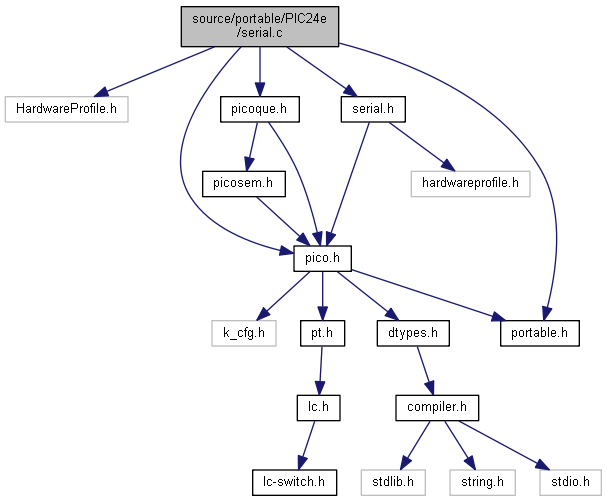 source/portable/PIC24e
/serial.c
HardwareProfile.h
picoque.h
serial.h
picosem.h
hardwareprofile.h
pico.h
k_cfg.h
pt.h
dtypes.h
portable.h
lc.h
compiler.h
lc-switch.h
stdlib.h
string.h
stdio.h